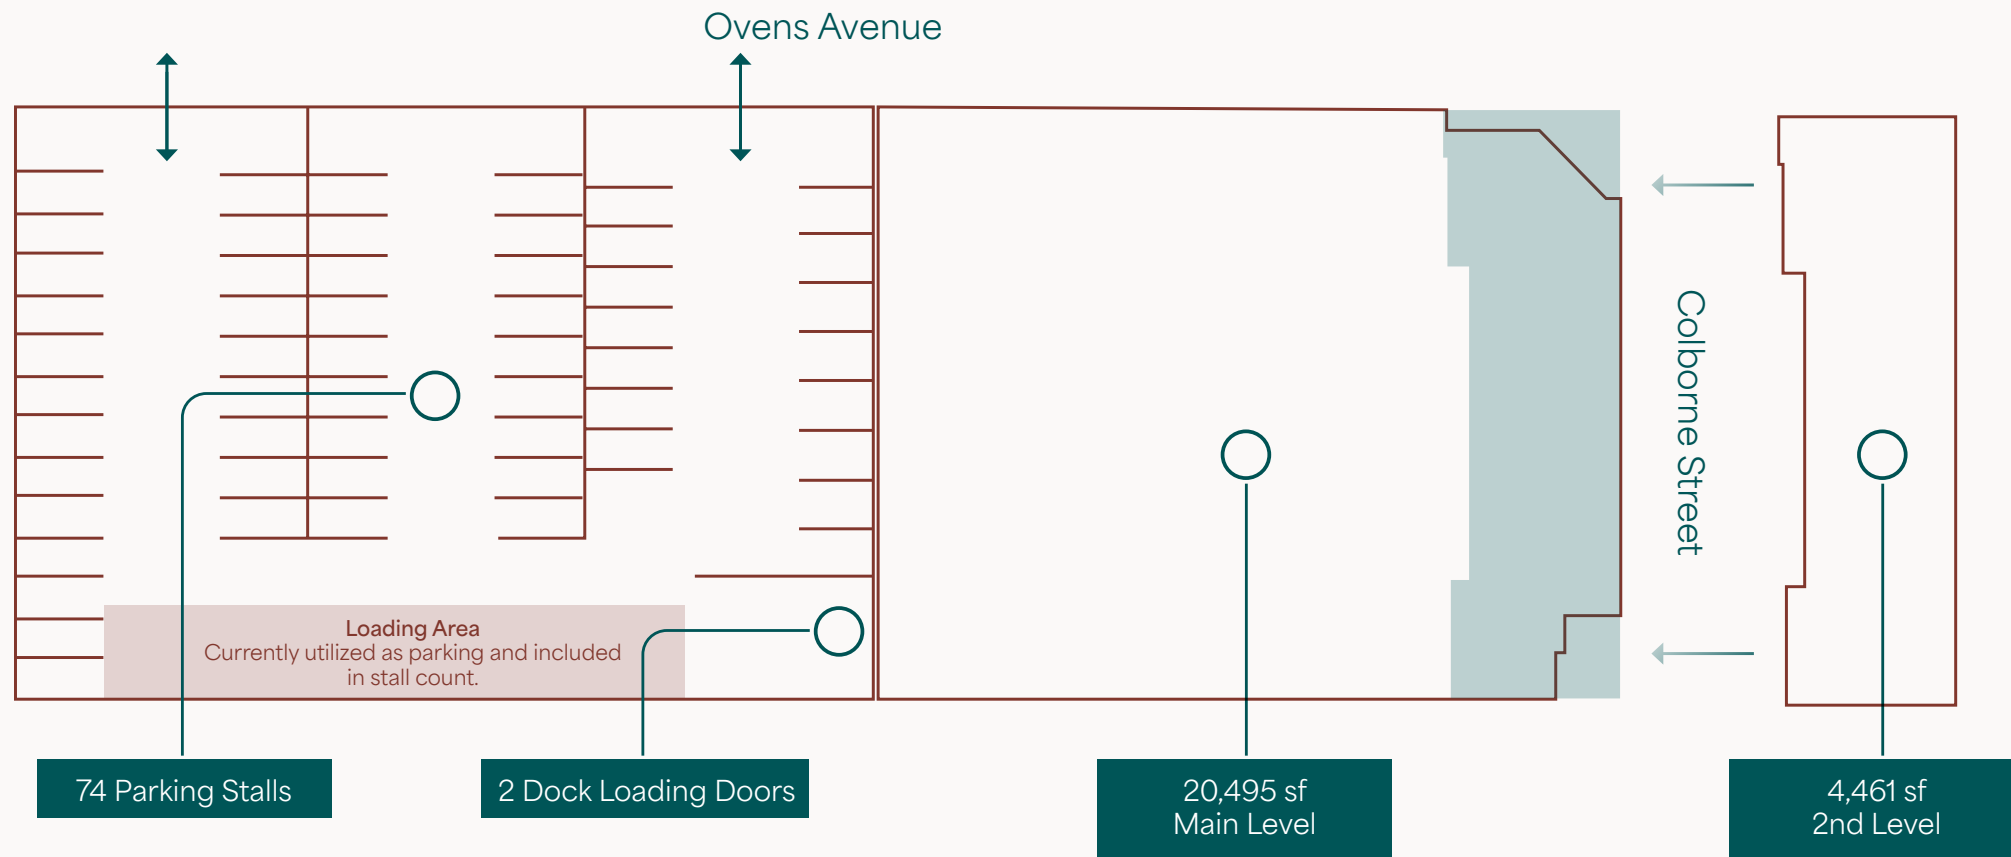 Ovens Avenue
Colborne Street
Loading Area
Currently utilized as parking and included
in stall count.
74 Parking Stalls
2 Dock Loading Doors
20,495 sf
Main Level
4,461 sf
2nd Level